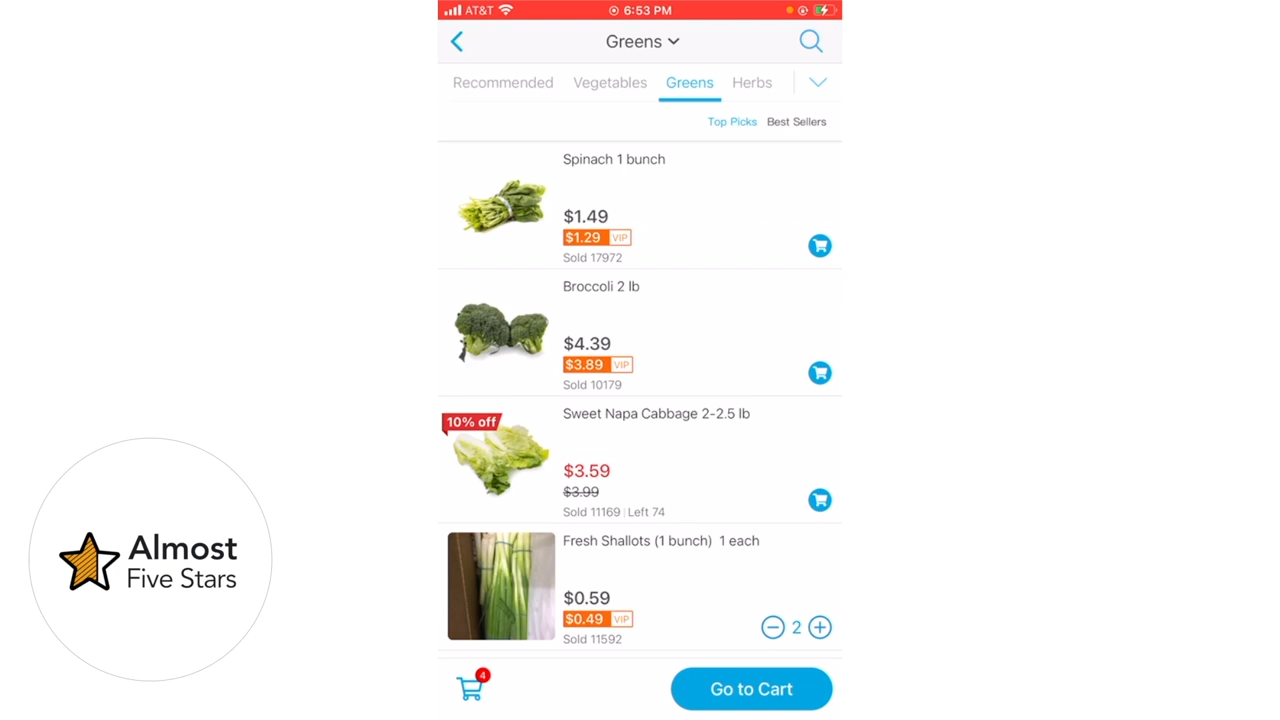 AT&T 6:53 PM
Greens
Recommended Vegetables Greens Herbs
Top Picks Best Sellers
Spinach 1 bunch
$1.49
$1.29 VIP
Sold 17972
Broccoli 2 lb
$4.39
$3.89 VIP
Sold 10179
10% off
Sweet Napa Cabbage 2-2.5 lb
$3.59
$3.99
Sold 11169 | Left 74
Fresh Shallots (1 bunch) 1 each
$0.59
$0.49 VIP
Sold 11592
2
4
Go to Cart
Almost
Five Stars